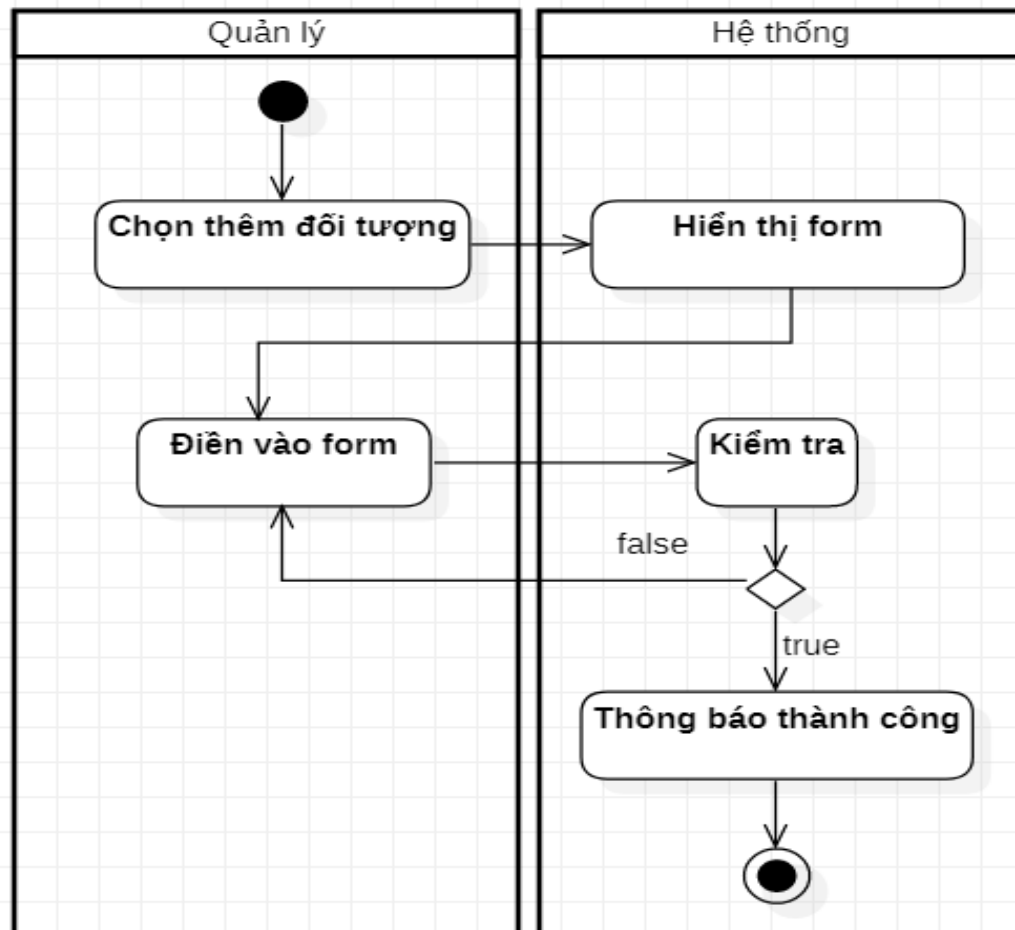 Quản lý
Hệ thống
Chọn thêm đối tượng
Hiển thị form
Điền vào form
Kiểm tra
false
true
Thông báo thành công